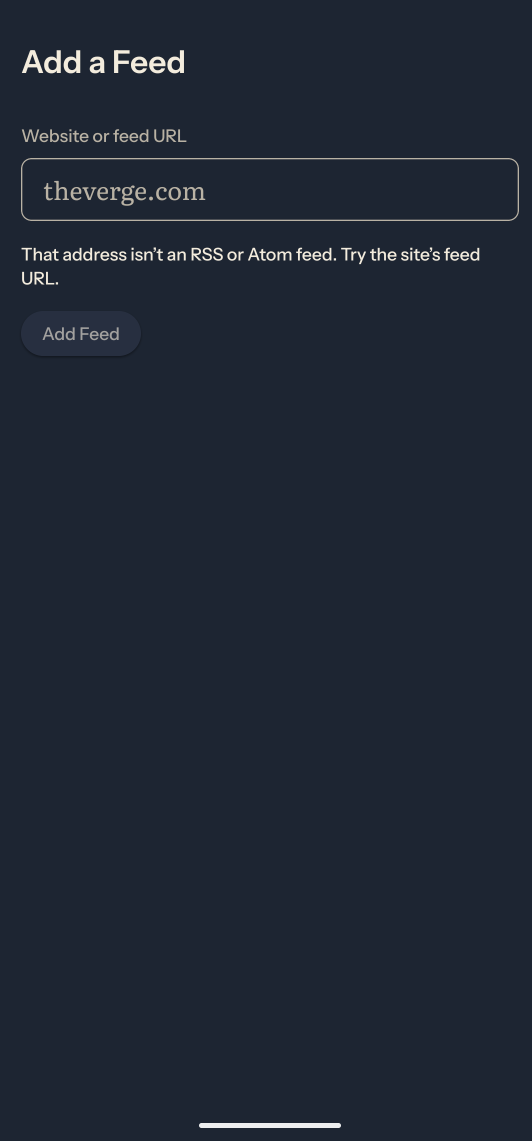 Add a Feed
Website or feed URL
theverge.com
That address isn’t an RSS or Atom feed. Try the site’s feed
URL.
Add Feed